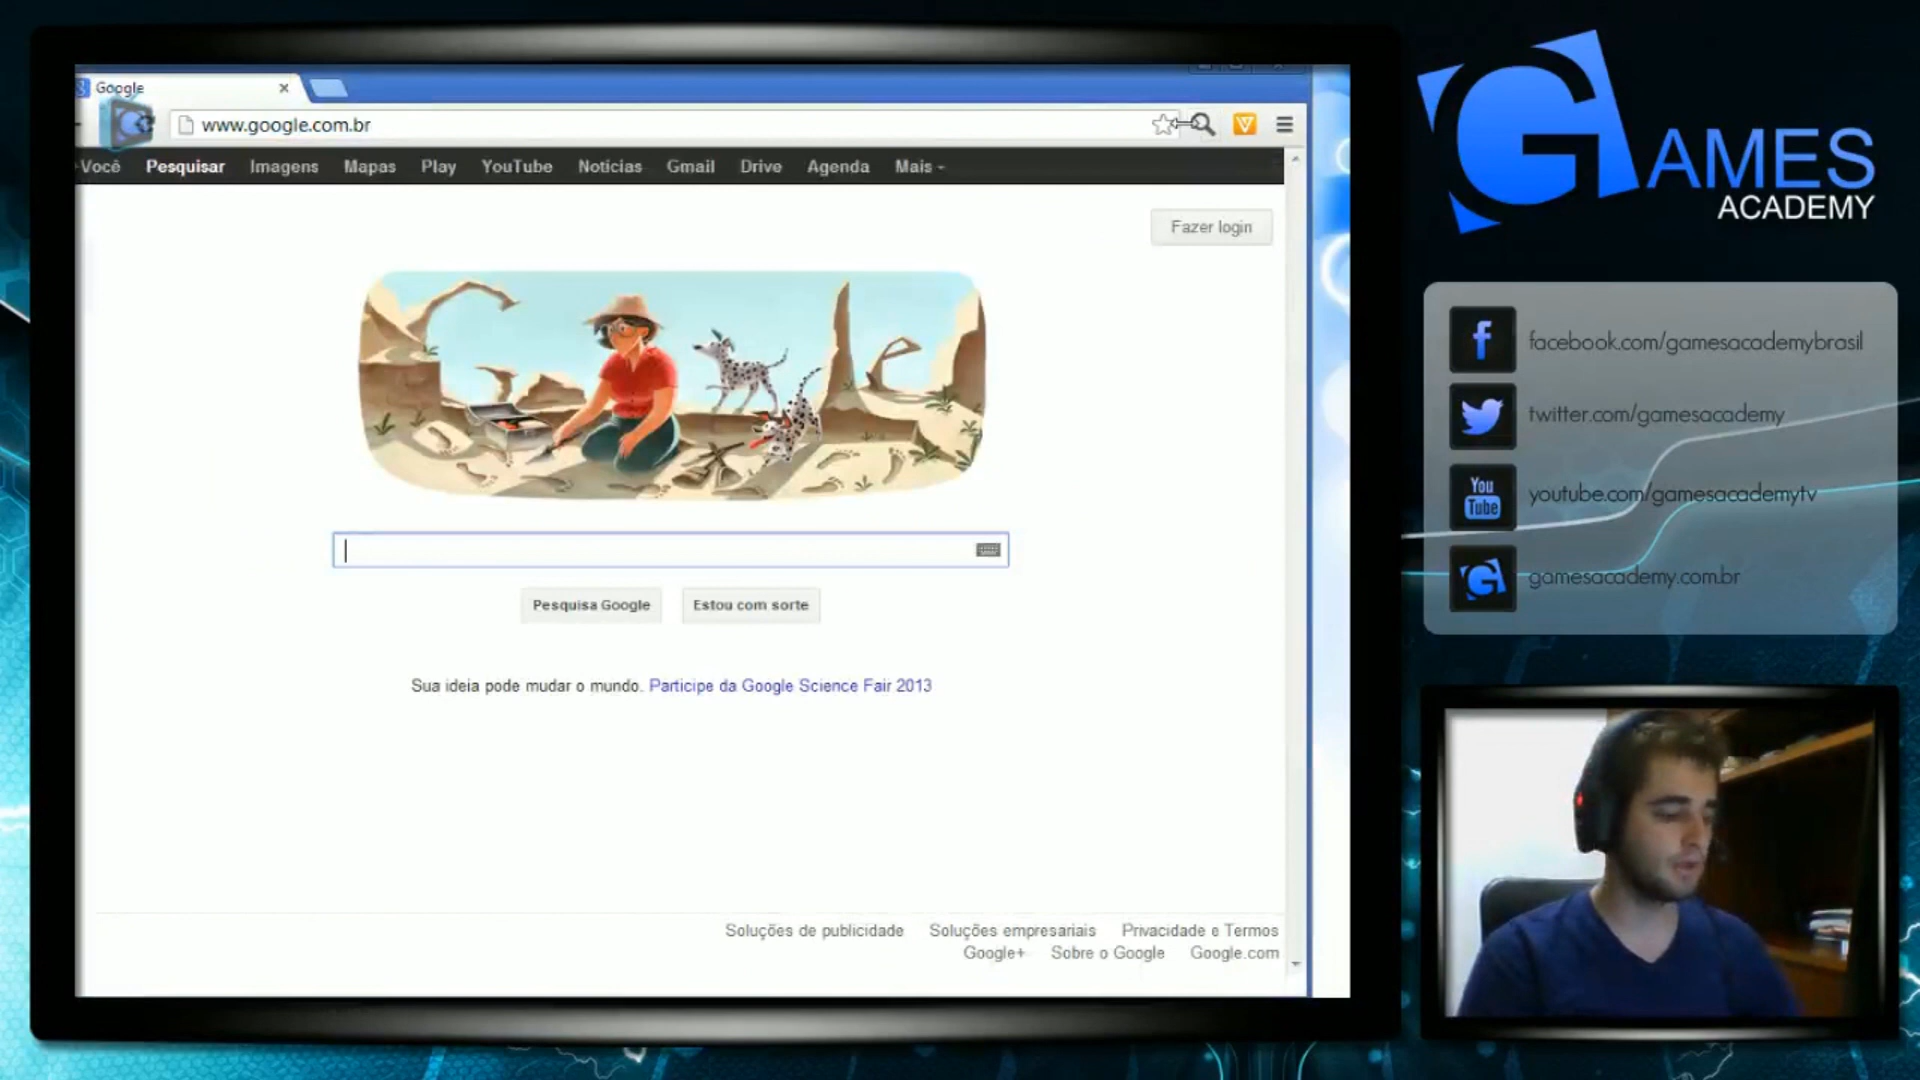 Google
www.google.com.br
Você Pesquisar Imagens Mapas Play YouTube Notícias Gmail Drive Agenda Mais
Fazer login
Pesquisa Google Estou com sorte
Sua ideia pode mudar o mundo. Participe da Google Science Fair 2013
Soluções de publicidade Soluções empresariais Privacidade e Termos
Google+ Sobre o Google Google.com
GAMES
ACADEMY
facebook.com/gamesacademybrasil
twitter.com/gamesacademy
You
Tube
youtube.com/gamesacademytv
gamesacademy.com.br